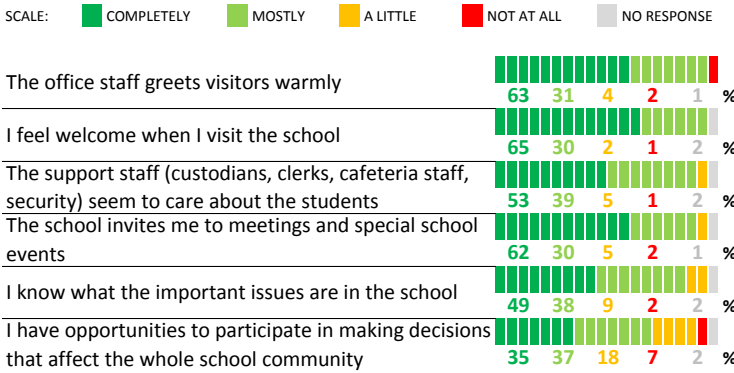 SCALE: COMPLETELY MOSTLY A LITTLE NOT AT ALL NO RESPONSE
The office staff greets visitors warmly
63 31 4 2 1 %
I feel welcome when I visit the school
65 30 2 1 2 %
The support staff (custodians, clerks, cafeteria staff,
security) seem to care about the students
53 39 5 1 2 %
The school invites me to meetings and special school
events
62 30 5 2 1 %
I know what the important issues are in the school
49 38 9 2 2 %
I have opportunities to participate in making decisions
that affect the whole school community
35 37 18 7 2 %